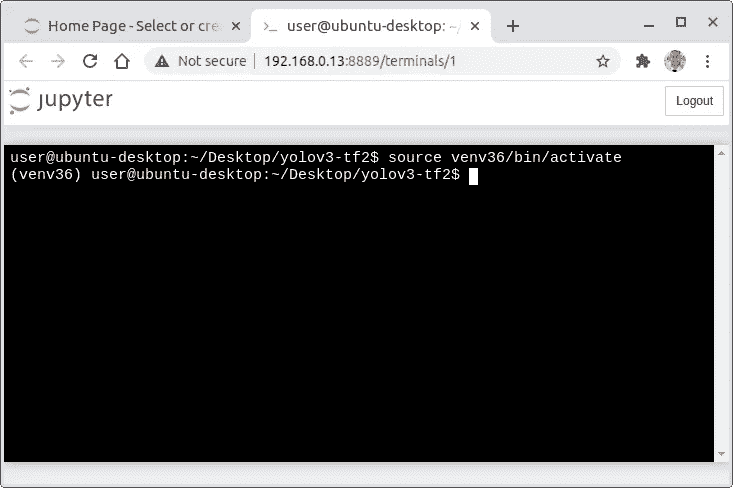 Home Page - Select or cre
user@ubuntu-desktop: ~/
Not secure | 192.168.0.13:8889/terminals/1
jupyter
Logout
user@ubuntu-desktop:~/Desktop/yolov3-tf2$ source venv36/bin/activate
(venv36) user@ubuntu-desktop:~/Desktop/yolov3-tf2$